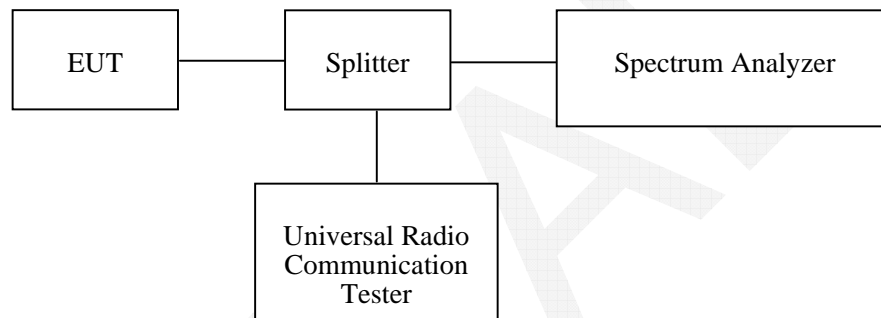 EUT
Splitter
Spectrum Analyzer
Universal Radio
Communication
Tester